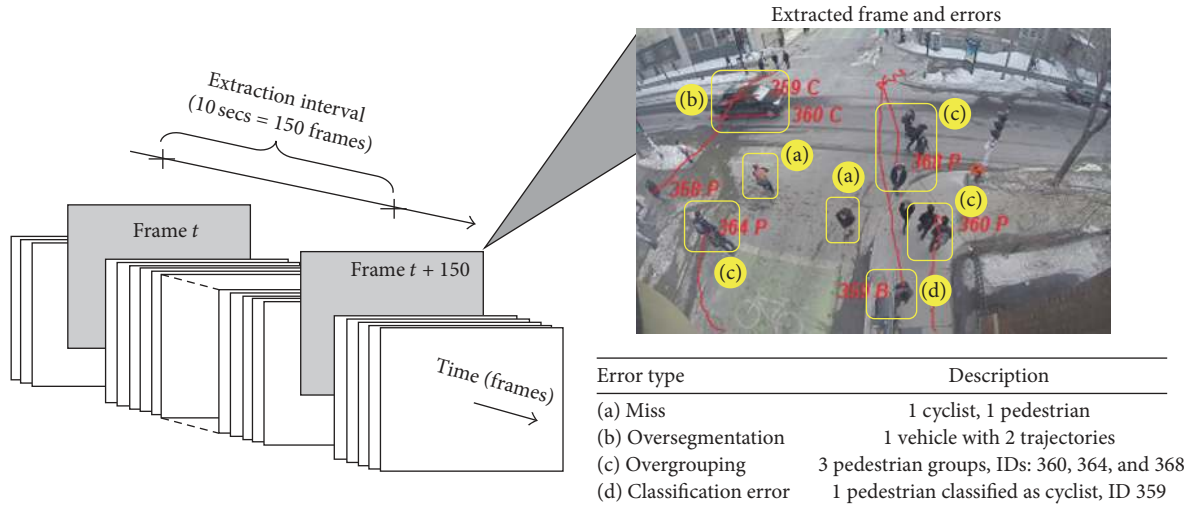 Extracted frame and errors
Extraction interval
(10 secs = 150 frames)
Frame t
Frame t + 150
Time (frames)
(b)
359 C
360 C
(c)
(a)
(a)
368 P
368 P
(c)
364 P
360 P
(c)
359 B
(d)
Error type Description
(a) Miss 1 cyclist, 1 pedestrian
(b) Oversegmentation 1 vehicle with 2 trajectories
(c) Overgrouping 3 pedestrian groups, IDs: 360, 364, and 368
(d) Classification error 1 pedestrian classified as cyclist, ID 359